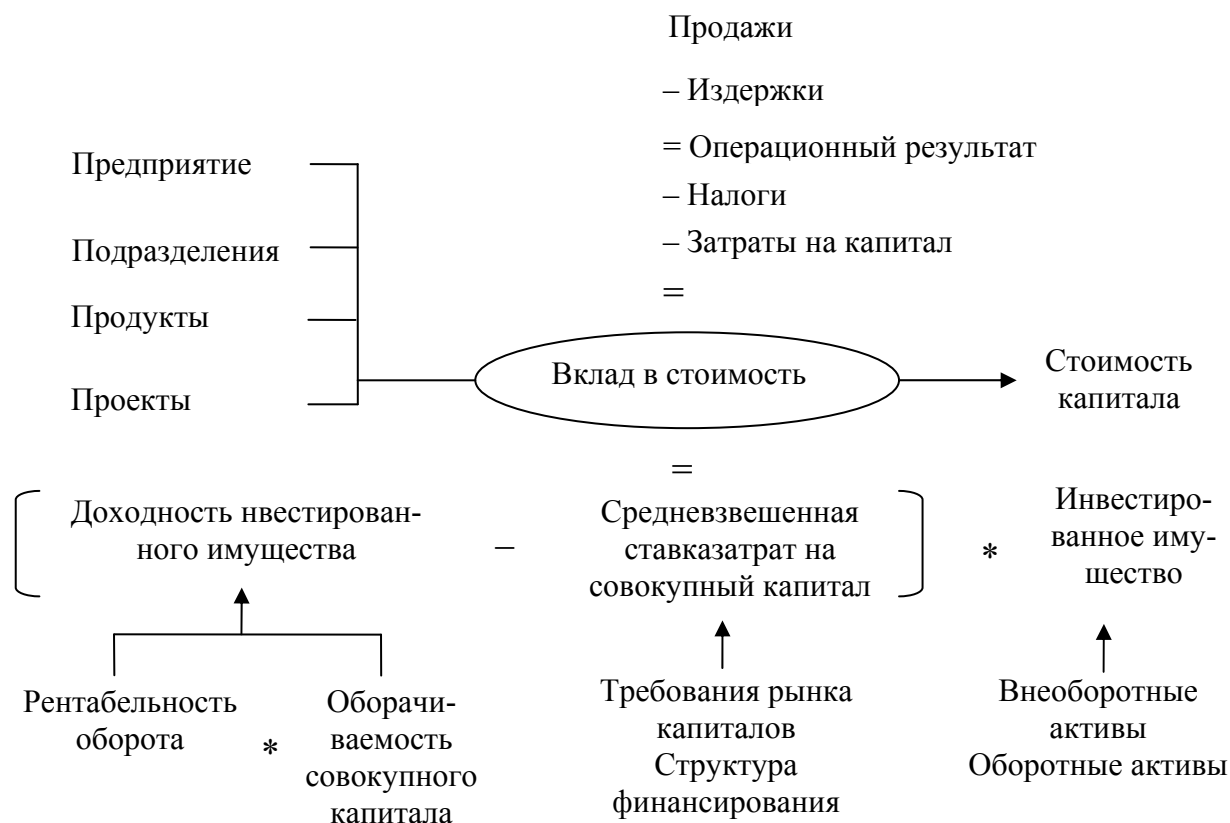 Продажи
– Издержки
= Операционный результат
– Налоги
– Затраты на капитал
=
Предприятие
Подразделения
Продукты
Проекты
Вклад в стоимость
Стоимость
капитала
=
Доходность нвестирован-
ного имущества
–
Средневзвешенная
ставказатрат на
совокупный капитал
*
Инвестиро-
ванное иму-
щество
Рентабельность
оборота
*
Оборачи-
ваемость
совокупного
капитала
Требования рынка
капиталов
Структура
финансирования
Внеоборотные
активы
Оборотные активы